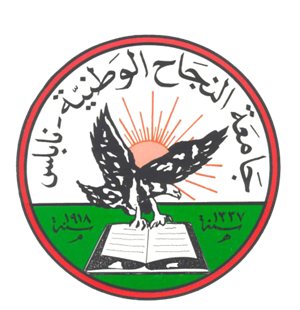 جامعة النجاح الوطنية - نابلس
سنة ١٣٣٧
سنة ١٩١٨ م